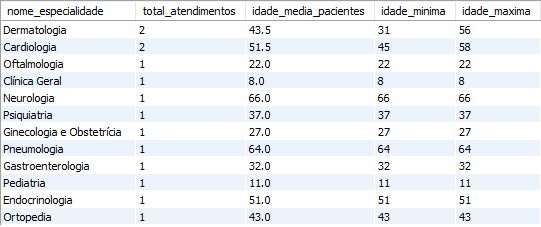 nome_especialidade total_atendimentos idade_media_pacientes idade_minima idade_maxima
Dermatologia 2 43.5 31 56
Cardiologia 2 51.5 45 58
Oftalmologia 1 22.0 22 22
Clínica Geral 1 8.0 8 8
Neurologia 1 66.0 66 66
Psiquiatria 1 37.0 37 37
Ginecologia e Obstetrícia 1 27.0 27 27
Pneumologia 1 64.0 64 64
Gastroenterologia 1 32.0 32 32
Pediatria 1 11.0 11 11
Endocrinologia 1 51.0 51 51
Ortopedia 1 43.0 43 43